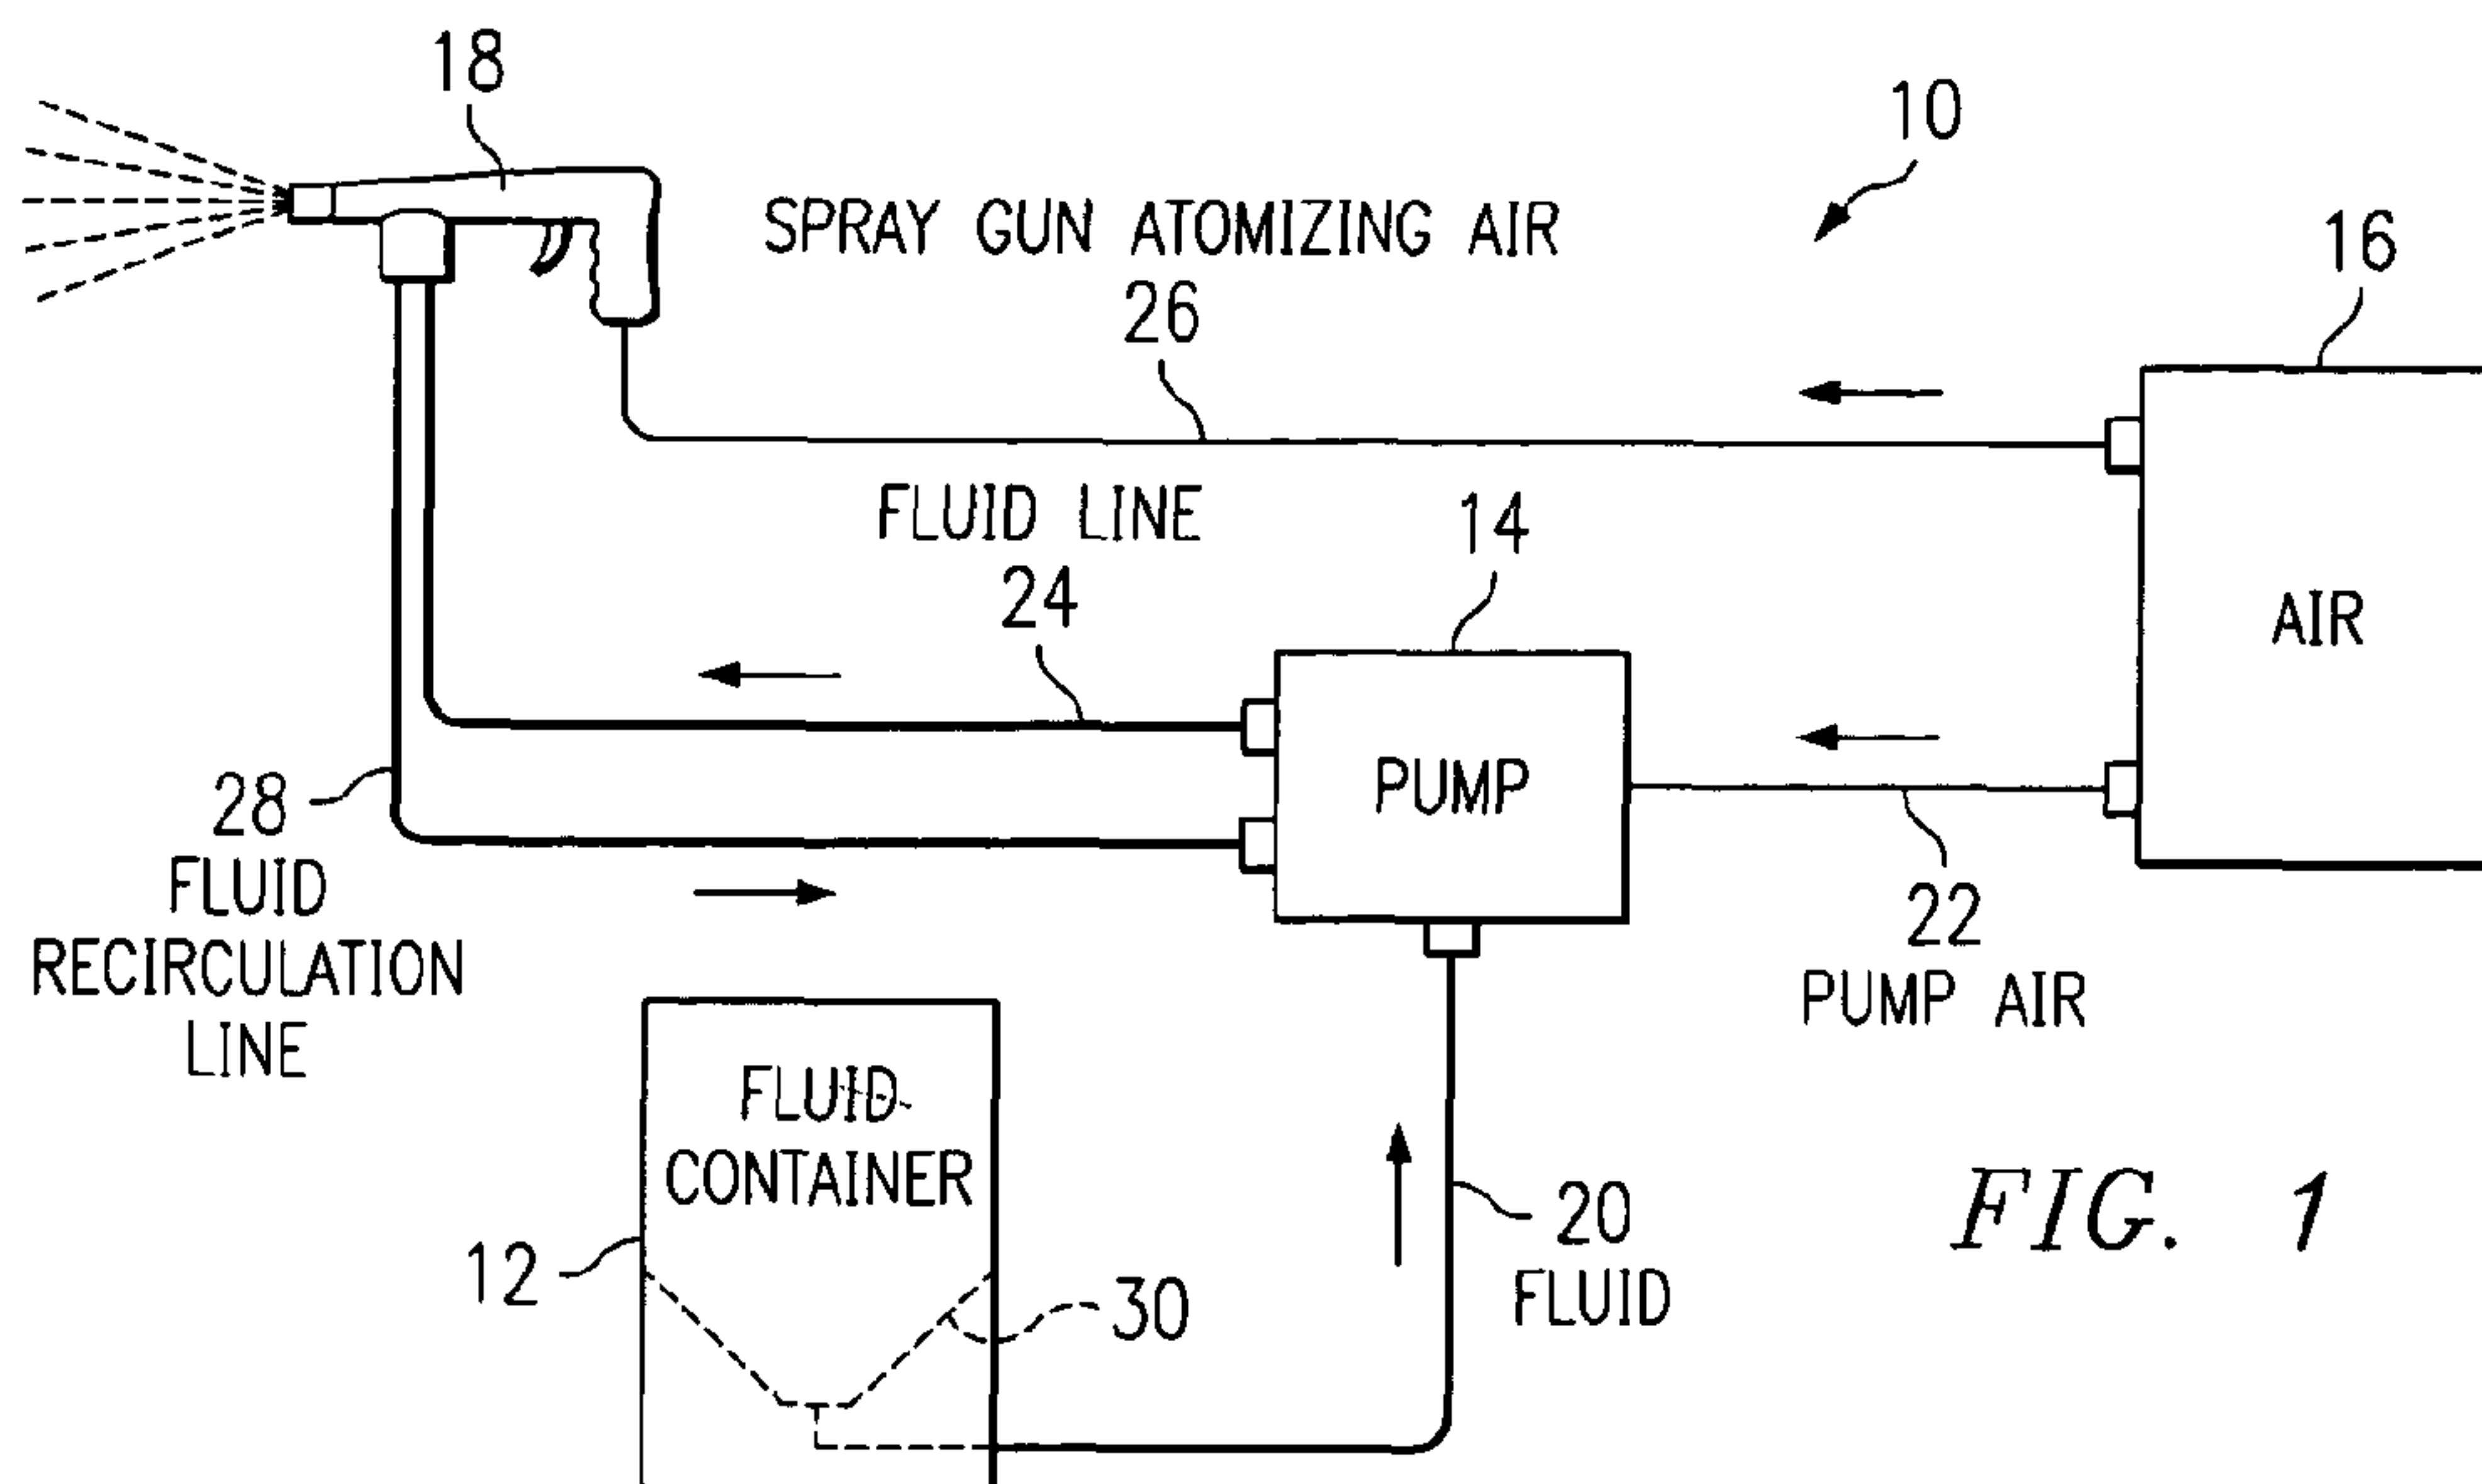 18
10
SPRAY GUN ATOMIZING AIR
26
16
FLUID LINE
24
14
AIR
PUMP
28
FLUID
RECIRCULATION
LINE
22
PUMP AIR
FLUID
CONTAINER
12
30
20
FLUID
FIG. 1